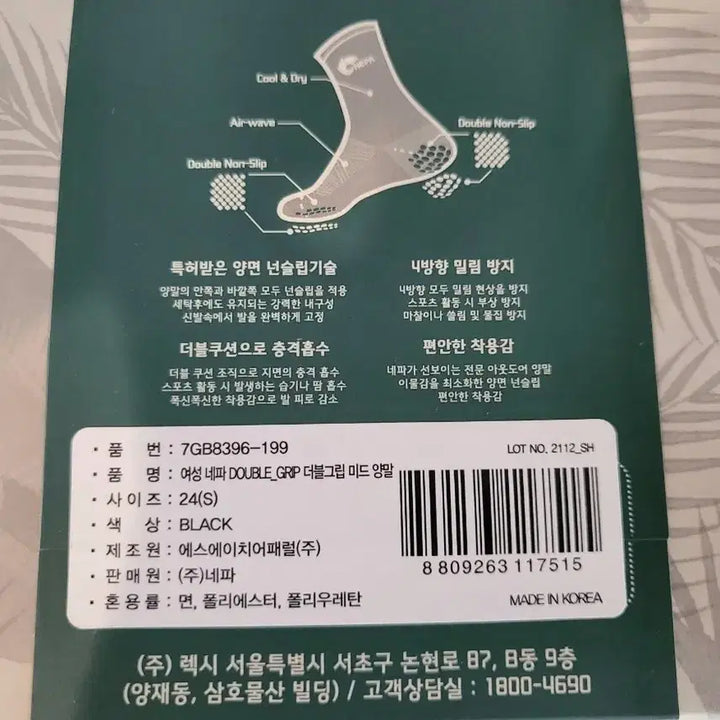 NEPA
Cool & Dry
Air-wave
Double Non-Slip
Double Non-Slip
특허받은 양면 넌슬립기술
양말의 안쪽과 바깥쪽 모두 넌슬립을 적용
세탁후에도 유지되는 강력한 내구성
신발속에서 발을 완벽하게 고정
4방향 밀림 방지
4방향 모두 밀림 현상을 방지
스포츠 활동 시 부상 방지
마찰이나 쓸림 및 물집 방지
더블쿠션으로 충격흡수
더블 쿠션 조직으로 지면의 충격 흡수
스포츠 활동 시 발생하는 습기나 땀 흡수
폭신폭신한 착용감으로 발 피로 감소
편안한 착용감
네파가 선보이는 전문 아웃도어 양말
이물감을 최소화한 양면 넌슬립
편안한 착용감
· 품 번 : 7GB8396-199
LOT NO. 2112_SH
· 품 명 : 여성 네파 DOUBLE_GRIP 더블그립 미드 양말
· 사 이 즈 : 24(S)
· 색 상 : BLACK
· 제 조 원 : 에스에이치어패럴(주)
· 판 매 원 : (주)네파
· 혼 용 률 : 면, 폴리에스터, 폴리우레탄
8 809263 117515
MADE IN KOREA
(주) 렉시 서울특별시 서초구 논현로 87, B동 9층
(양재동, 삼호물산 빌딩) / 고객상담실 : 1800-4690